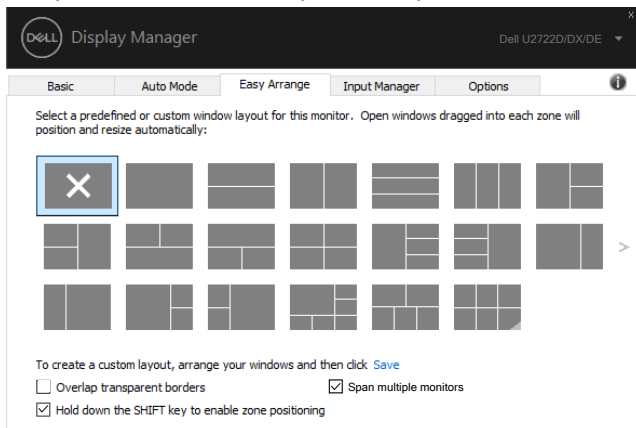 DELL Display Manager
Dell U2722D/DX/DE
Basic Auto Mode Easy Arrange Input Manager Options
Select a predefined or custom window layout for this monitor. Open windows dragged into each zone will
position and resize automatically:
To create a custom layout, arrange your windows and then click Save
Overlap transparent borders
Span multiple monitors
Hold down the SHIFT key to enable zone positioning